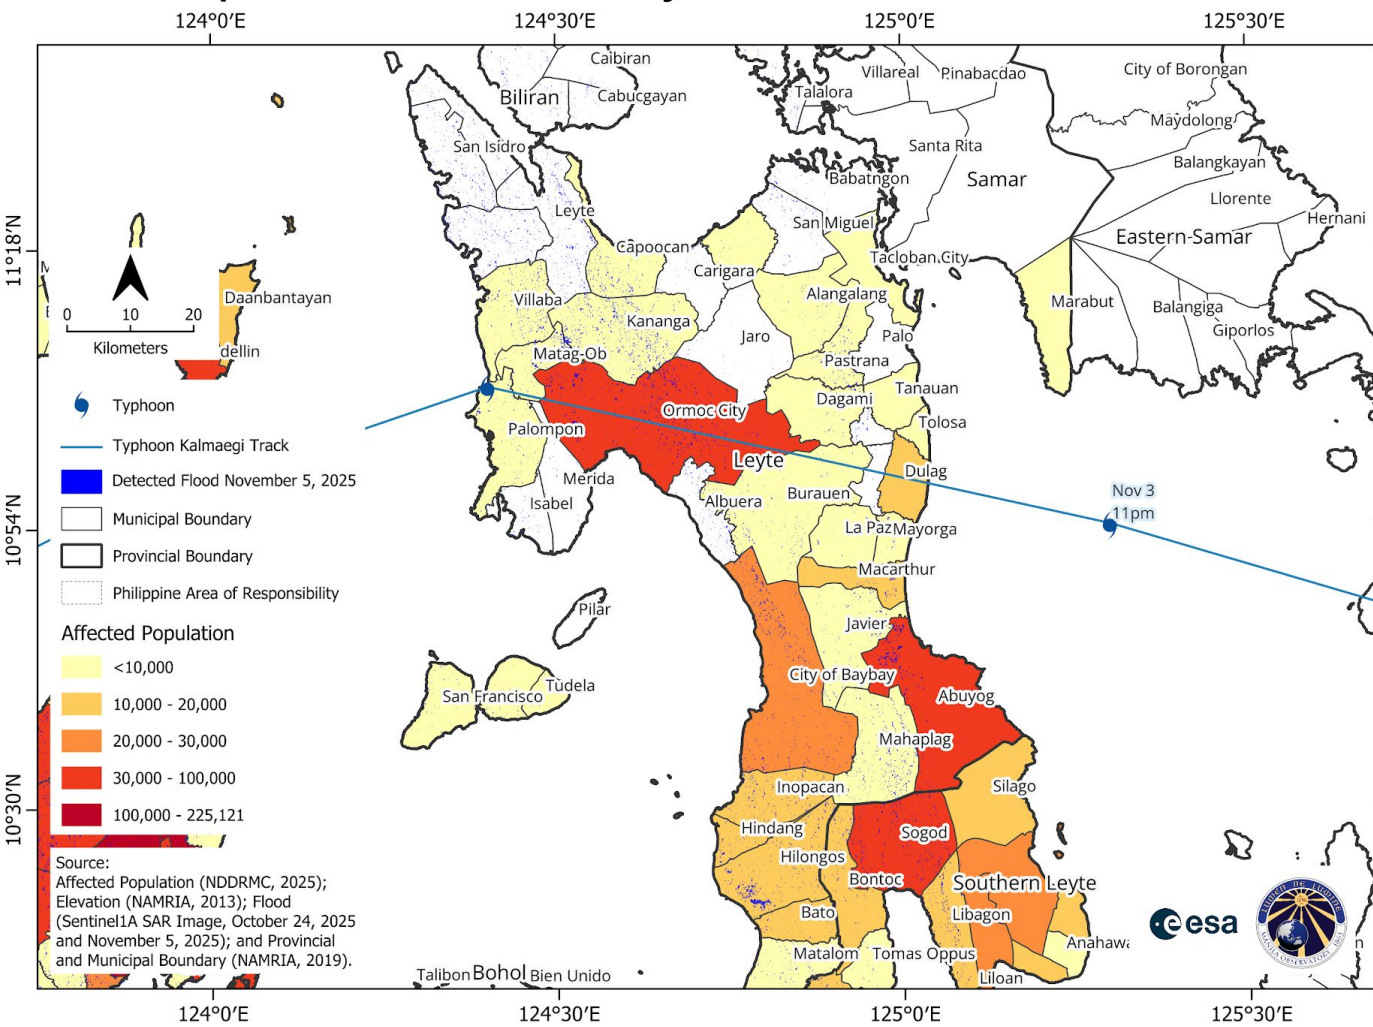 124°0′E
124°30′E
125°0′E
125°30′E
Caibiran
Villareal
Pinabacdao
City of Borongan
Biliran
Cabucgayan
Talalora
Maydolong
San Isidro
Santa Rita
Balangkayan
Babatngon
Samar
Llorente
Leyte
San Miguel
Hernani
Capoocan
Eastern-Samar
11°18′N
Tacloban City
Carigara
Daanbantayan
Villaba
Alangalang
Marabut
Balangiga
0
10
20
Kananga
Giporlos
Kilometers
Jaro
Palo
dellin
Matag-Ob
Pastrana
Tanauan
Dagami
Typhoon
Ormoc City
Tolosa
Typhoon Kalmaegi Track
Palompon
Leyte
Dulag
Detected Flood November 5, 2025
Merida
Isabel
Albuera
Burauen
Nov 3
11pm
Municipal Boundary
La Paz
Mayorga
10°54′N
Provincial Boundary
Macarthur
Philippine Area of Responsibility
Pilar
Javier
Affected Population
<10,000
City of Baybay
Tudela
San Francisco
Abuyog
10,000 - 20,000
20,000 - 30,000
Mahaplag
30,000 - 100,000
Inopacan
Silago
10°30′N
100,000 - 225,121
Hindang
Sogod
Hilongos
Source:
Affected Population (NDDRMC, 2025);
Elevation (NAMRIA, 2013); Flood
(Sentinel1A SAR Image, October 24, 2025
and November 5, 2025); and Provincial
and Municipal Boundary (NAMRIA, 2019).
Bontoc
Southern Leyte
Bato
Libagon
esa
LUMEN DE LUMINE
MANILA OBSERVATORY 1865
Anahawa
Matalom
Tomas Oppus
Talibon
Bohol
Bien Unido
Liloan
124°0′E
124°30′E
125°0′E
125°30′E